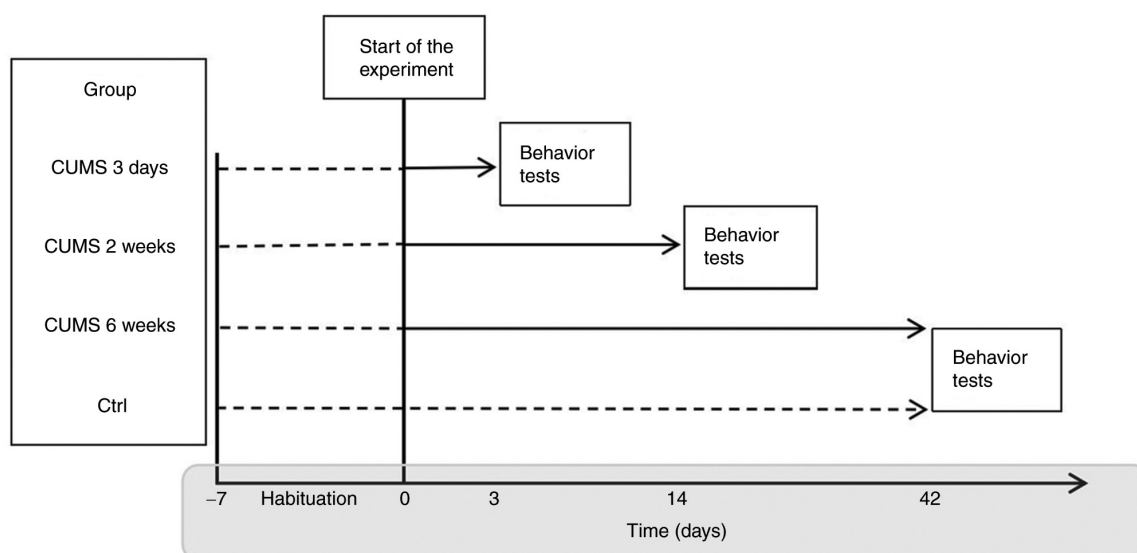 Start of the
experiment
Group
CUMS 3 days
Behavior
tests
CUMS 2 weeks
Behavior
tests
CUMS 6 weeks
Behavior
tests
Ctrl
–7 Habituation 0 3 14 42
Time (days)